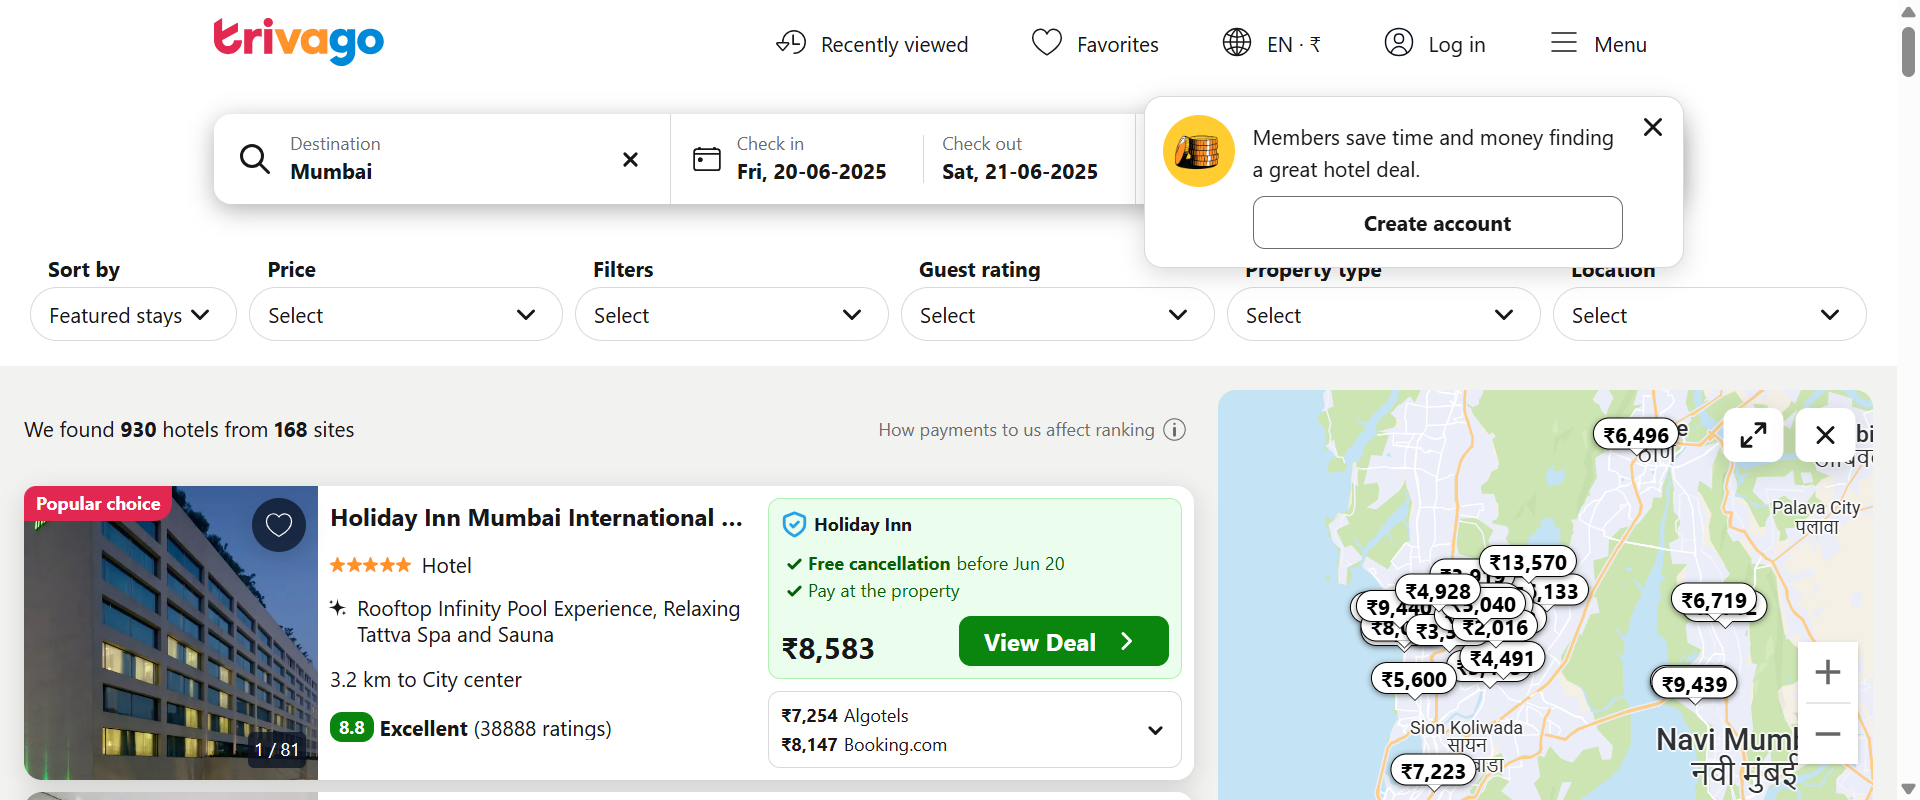 trivago
Recently viewed
Favorites
EN · ₹
Log in
Menu
Destination
Mumbai
Check in
Fri, 20-06-2025
Check out
Sat, 21-06-2025
Members save time and money finding
a great hotel deal.
Create account
Sort by
Featured stays
Price
Select
Filters
Select
Guest rating
Select
Property type
Select
Location
Select
We found 930 hotels from 168 sites
How payments to us affect ranking
Popular choice
1 / 81
Holiday Inn Mumbai International ...
Hotel
Rooftop Infinity Pool Experience, Relaxing
Tattva Spa and Sauna
3.2 km to City center
8.8 Excellent (38888 ratings)
Holiday Inn
Free cancellation before Jun 20
Pay at the property
₹8,583
View Deal
₹7,254 Algotels
₹8,147 Booking.com
₹6,496
Palava City
पलावा
₹13,570
₹4,928
₹6,719
₹2,016
₹4,491
₹5,600
₹9,439
Sion Koliwada
सायन
₹7,223
Navi Mumb
नवी मुंबई